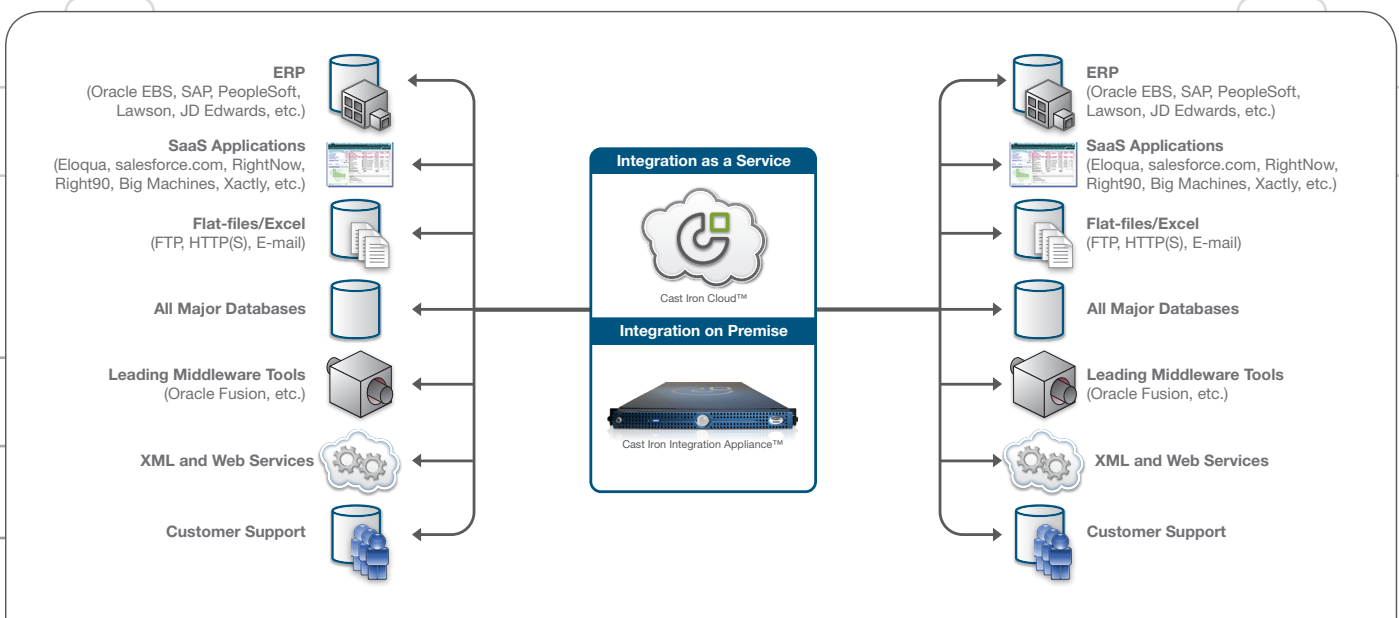 ERP
(Oracle EBS, SAP, PeopleSoft,
Lawson, JD Edwards, etc.)
SaaS Applications
(Eloqua, salesforce.com, RightNow,
Right90, Big Machines, Xactly, etc.)
Flat-files/Excel
(FTP, HTTP(S), E-mail)
All Major Databases
Leading Middleware Tools
(Oracle Fusion, etc.)
XML and Web Services
Customer Support
Integration as a Service
Cast Iron Cloud™
Integration on Premise
Cast Iron Integration Appliance™
ERP
(Oracle EBS, SAP, PeopleSoft,
Lawson, JD Edwards, etc.)
SaaS Applications
(Eloqua, salesforce.com, RightNow,
Right90, Big Machines, Xactly, etc.)
Flat-files/Excel
(FTP, HTTP(S), E-mail)
All Major Databases
Leading Middleware Tools
(Oracle Fusion, etc.)
XML and Web Services
Customer Support